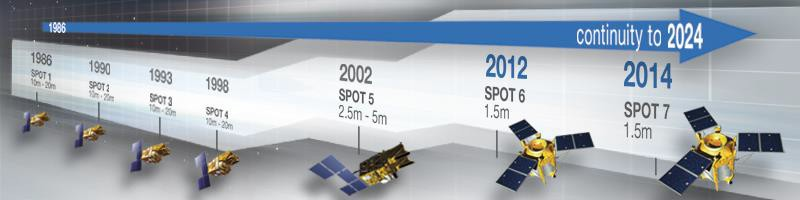 1986
continuity to 2024
1986
SPOT 1
10m - 20m
1990
SPOT 2
10m - 20m
1993
SPOT 3
10m - 20m
1998
SPOT 4
10m - 20m
2002
SPOT 5
2.5m - 5m
2012
SPOT 6
1.5m
2014
SPOT 7
1.5m